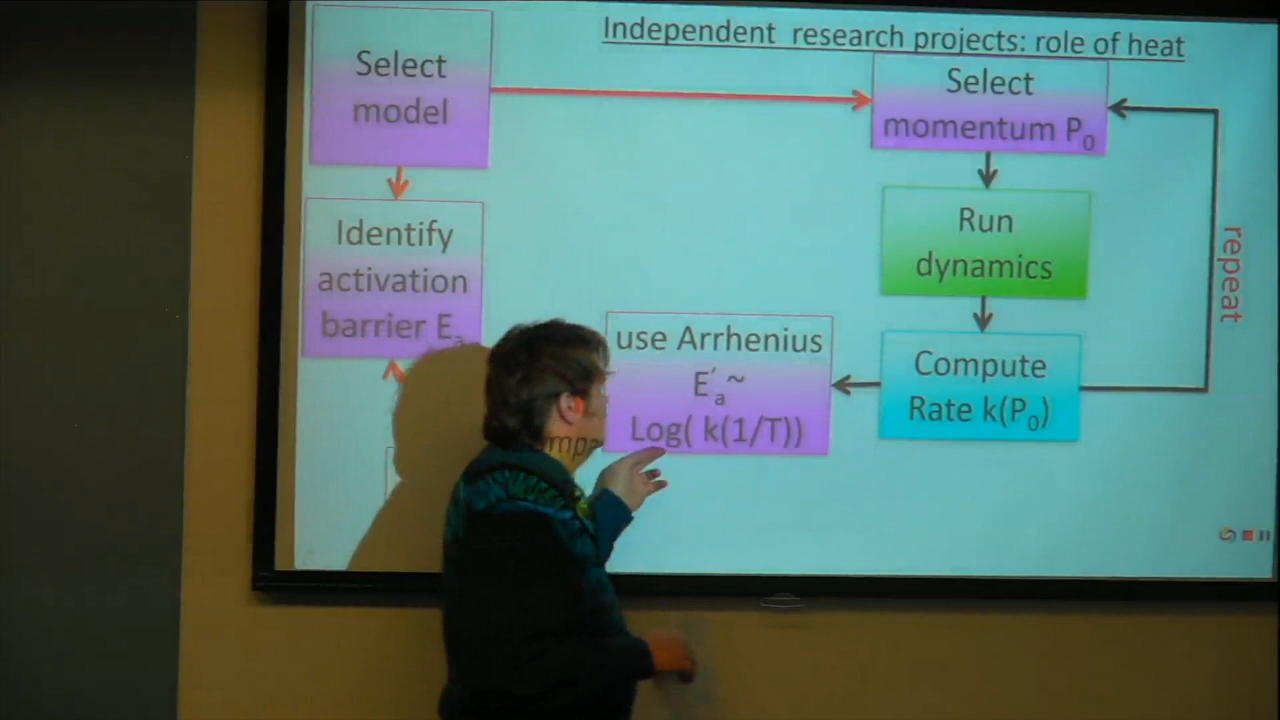 Independent research projects: role of heat
Select
model
Select
momentum P₀
Identify
activation
barrier Eₐ
Run
dynamics
repeat
use Arrhenius
E′ₐ~
Log( k(1/T))
Compute
Rate k(P₀)